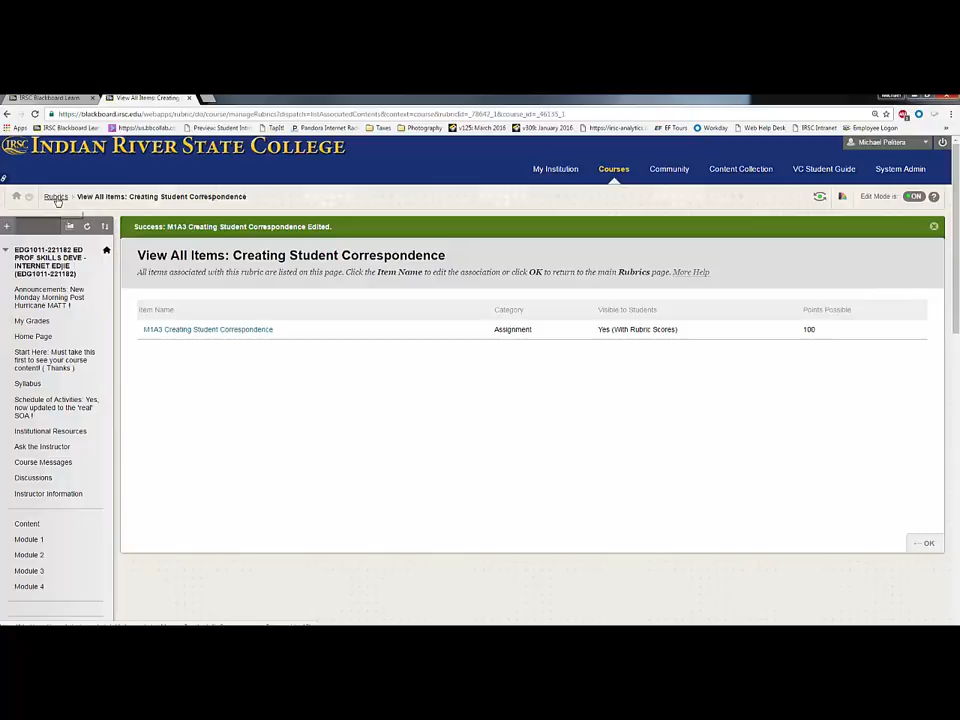 IRSC Blackboard Learn
View All Items: Creating
Michael
https://blackboard.irsc.edu/webapps/rubric/do/course/manageRubrics?dispatch=listAssociatedContents&context=course&rubricId=_78642_1&course_id=_96135_1
Apps IRSC Blackboard Lea https://us.bbcollab.c Preview Student Intr TapIt Pandora Internet Rac Taxes Photography v125: March 2016 v309: January 2016 https://irsc-analytics. EF Tours Workday Web Help Desk IRSC Intranet Employee Logon
IRSC INDIAN RIVER STATE COLLEGE
Michael Pelitera
My Institution Courses Community Content Collection VC Student Guide System Admin
Rubrics View All Items: Creating Student Correspondence
Edit Mode is: ON ?
Success: M1A3 Creating Student Correspondence Edited.
EDG1011-221182 ED
PROF SKILLS DEVE -
INTERNET ED|IE
(EDG1011-221182)
Announcements: New
Monday Morning Post
Hurricane MATT !
My Grades
Home Page
Start Here: Must take this
first to see your course
content! ( Thanks )
Syllabus
Schedule of Activities: Yes,
now updated to the 'real'
SOA !
Institutional Resources
Ask the Instructor
Course Messages
Discussions
Instructor Information
Content
Module 1
Module 2
Module 3
Module 4
View All Items: Creating Student Correspondence
All items associated with this rubric are listed on this page. Click the Item Name to edit the association or click OK to return to the main Rubrics page. More Help
Item Name Category Visible to Students Points Possible
M1A3 Creating Student Correspondence Assignment Yes (With Rubric Scores) 100
← OK